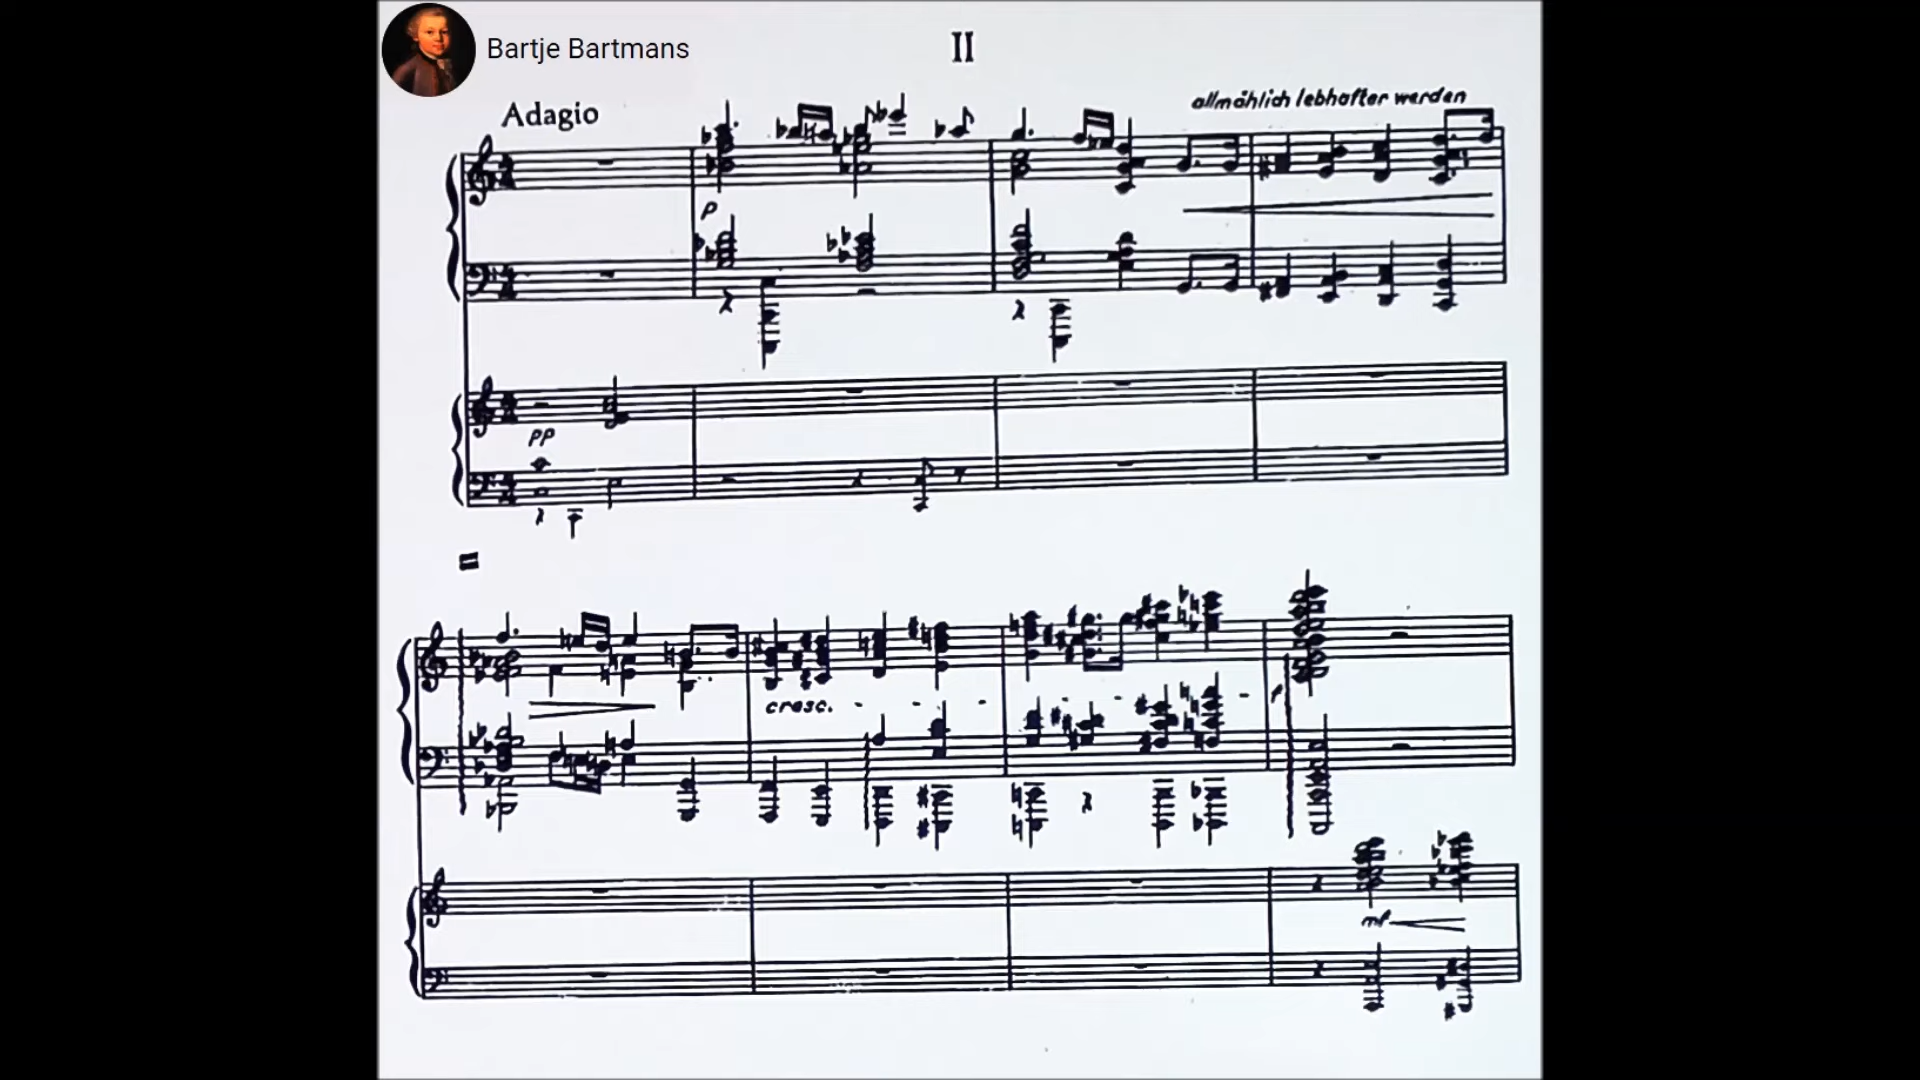 Bartje Bartmans
II
Adagio
allmählich lebhafter werden
p
pp
cresc.
f
mf